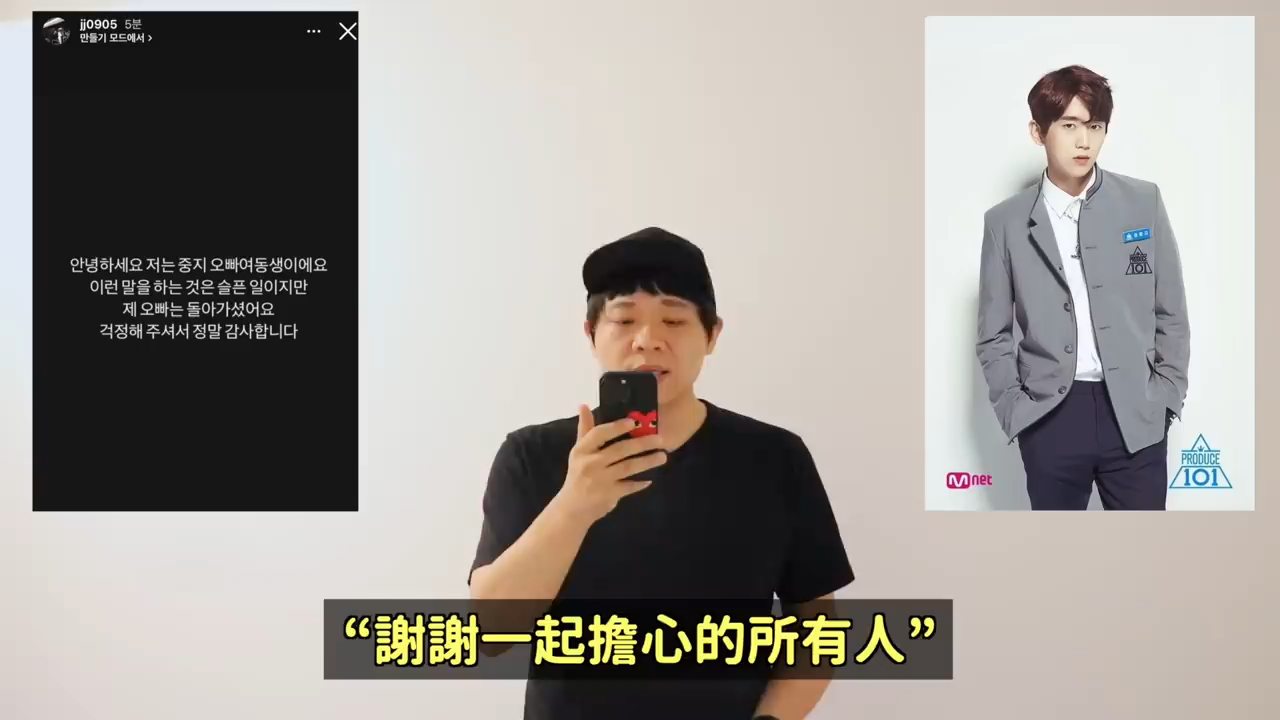 jj0905 5분
만들기 모드에서 >
안녕하세요 저는 중지 오빠여동생이에요
이런 말을 하는 것은 슬픈 일이지만
제 오빠는 돌아가셨어요
걱정해 주셔서 정말 감사합니다
PRODUCE
101
Mnet
PRODUCE
101
“謝謝一起擔心的所有人”